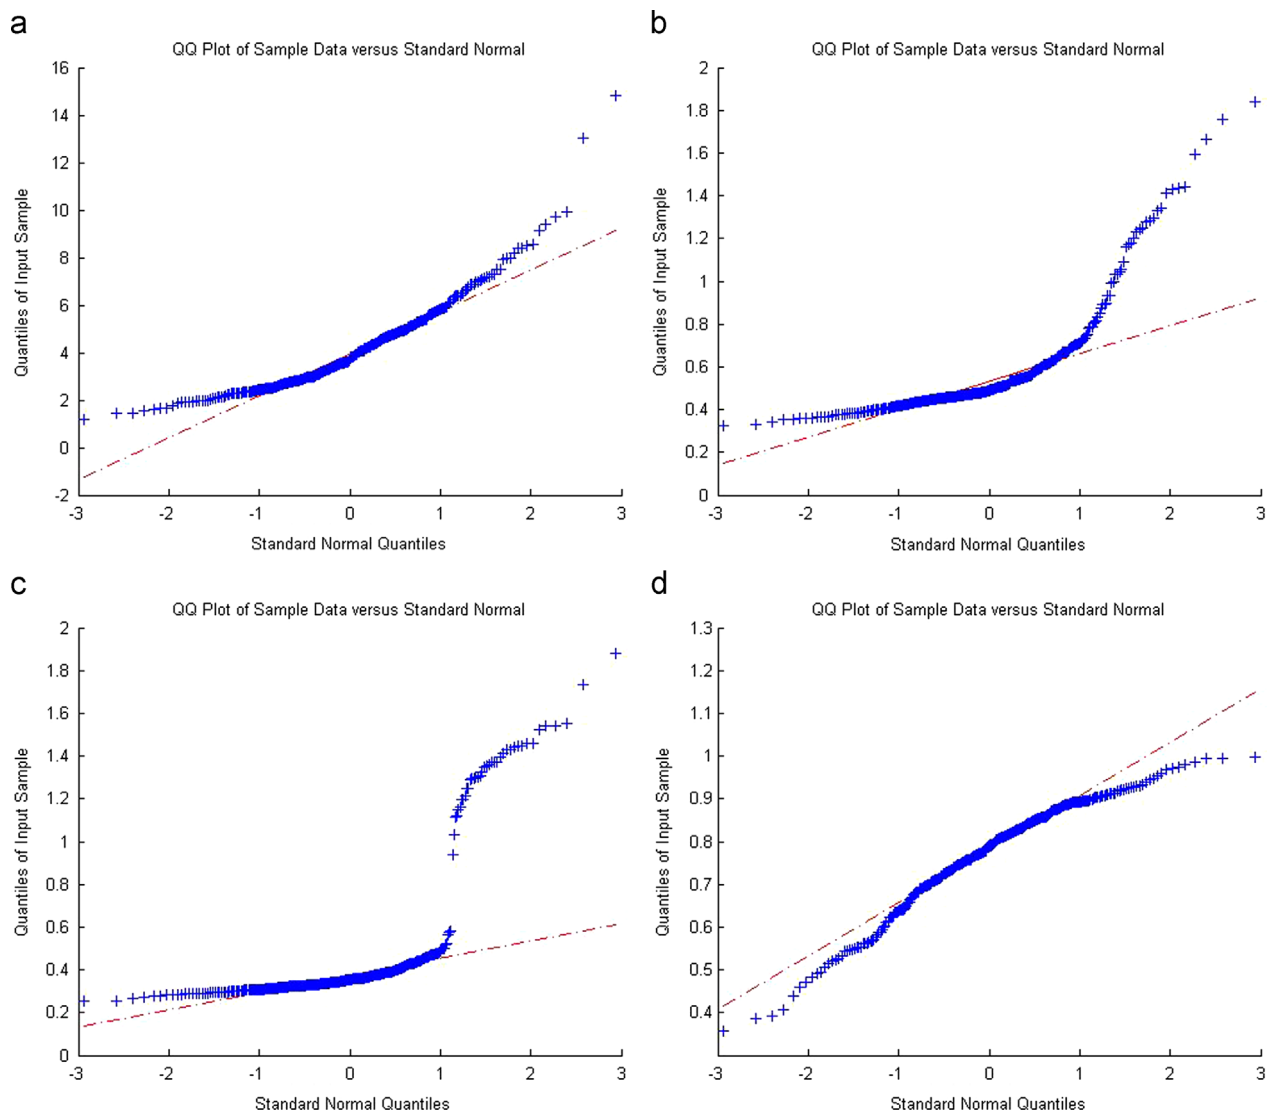 a
QQ Plot of Sample Data versus Standard Normal
16
14
12
10
8
6
4
2
0
-2
-3 -2 -1 0 1 2 3
Quantiles of Input Sample
Standard Normal Quantiles
b
QQ Plot of Sample Data versus Standard Normal
2
1.8
1.6
1.4
1.2
1
0.8
0.6
0.4
0.2
0
-3 -2 -1 0 1 2 3
Quantiles of Input Sample
Standard Normal Quantiles
c
QQ Plot of Sample Data versus Standard Normal
2
1.8
1.6
1.4
1.2
1
0.8
0.6
0.4
0.2
0
-3 -2 -1 0 1 2 3
Quantiles of Input Sample
Standard Normal Quantiles
d
QQ Plot of Sample Data versus Standard Normal
1.3
1.2
1.1
1
0.9
0.8
0.7
0.6
0.5
0.4
-3 -2 -1 0 1 2 3
Quantiles of Input Sample
Standard Normal Quantiles